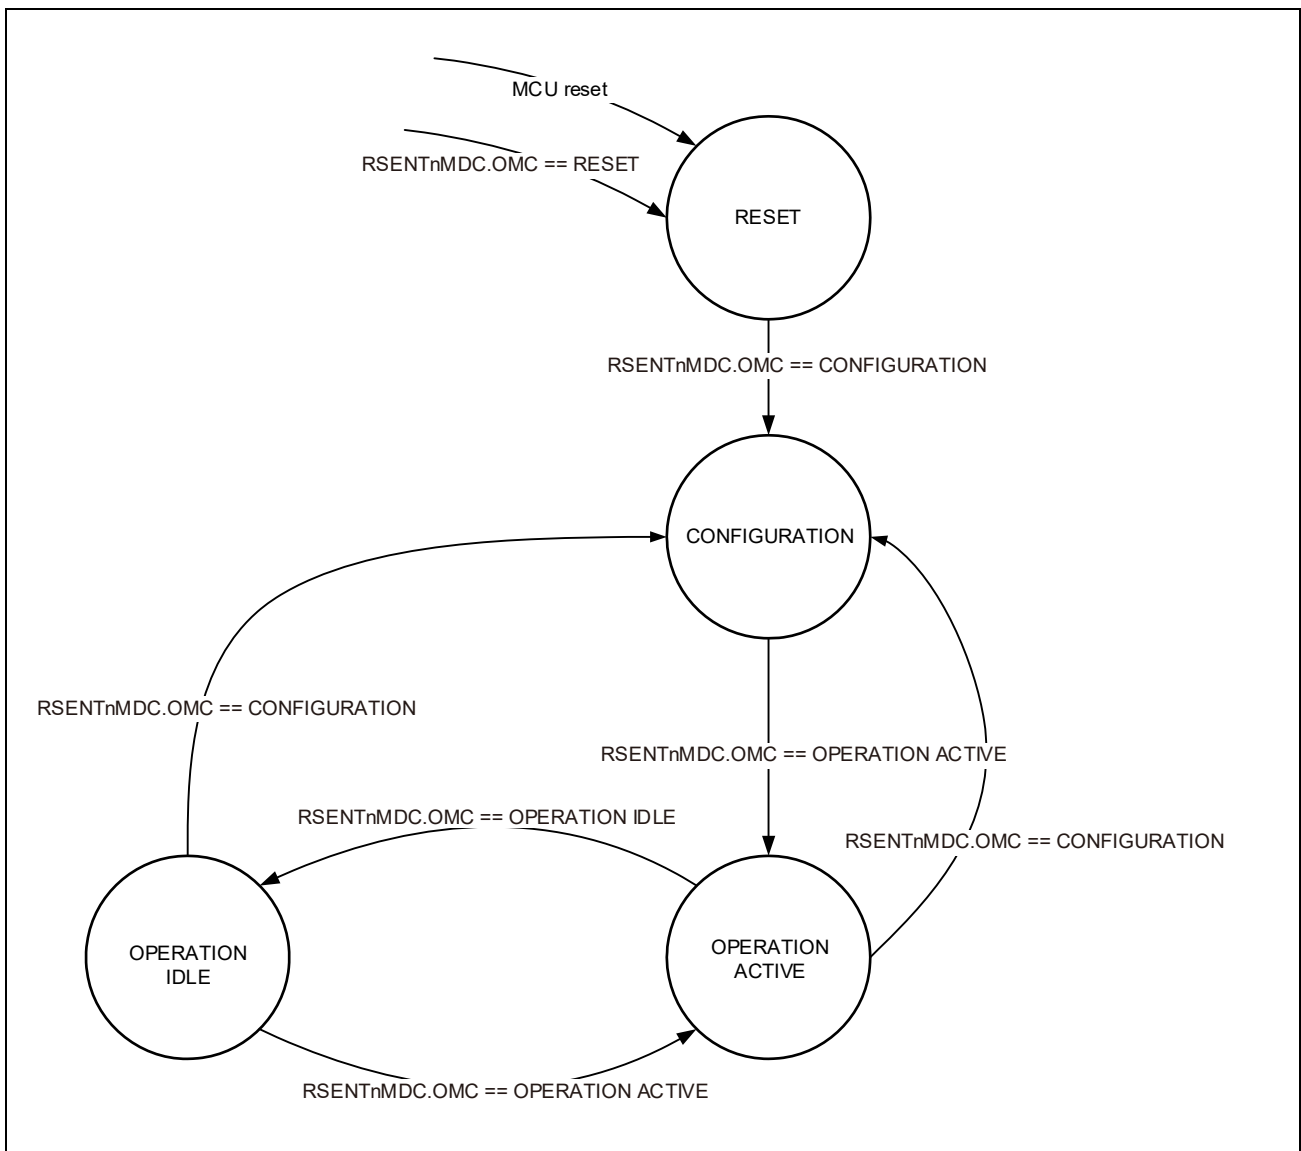 MCU reset
RSENTnMDC.OMC == RESET
RESET
RSENTnMDC.OMC == CONFIGURATION
CONFIGURATION
RSENTnMDC.OMC == CONFIGURATION
RSENTnMDC.OMC == OPERATION ACTIVE
RSENTnMDC.OMC == OPERATION IDLE
RSENTnMDC.OMC == CONFIGURATION
OPERATION
IDLE
OPERATION
ACTIVE
RSENTnMDC.OMC == OPERATION ACTIVE